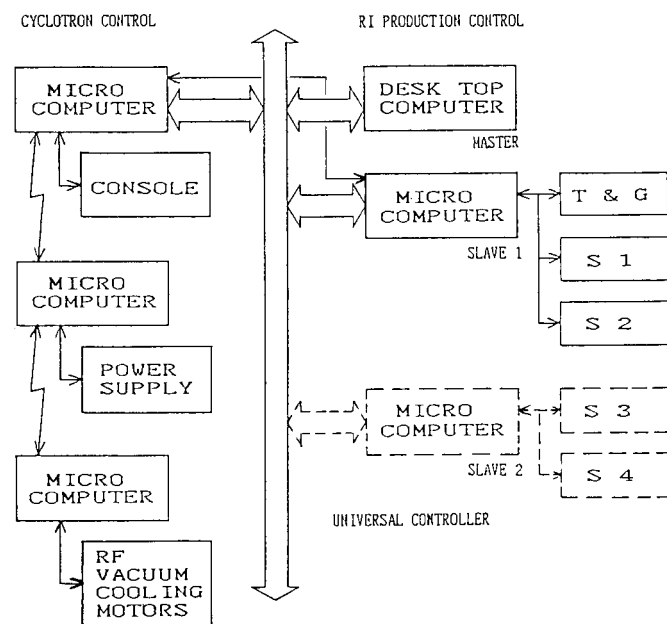 CYCLOTRON CONTROL
RI PRODUCTION CONTROL
MICRO
COMPUTER
CONSOLE
MICRO
COMPUTER
POWER
SUPPLY
MICRO
COMPUTER
RF
VACUUM
COOLING
MOTORS
DESK TOP
COMPUTER
MASTER
MICRO
COMPUTER
SLAVE 1
T & G
S 1
S 2
MICRO
COMPUTER
SLAVE 2
S 3
S 4
UNIVERSAL CONTROLLER